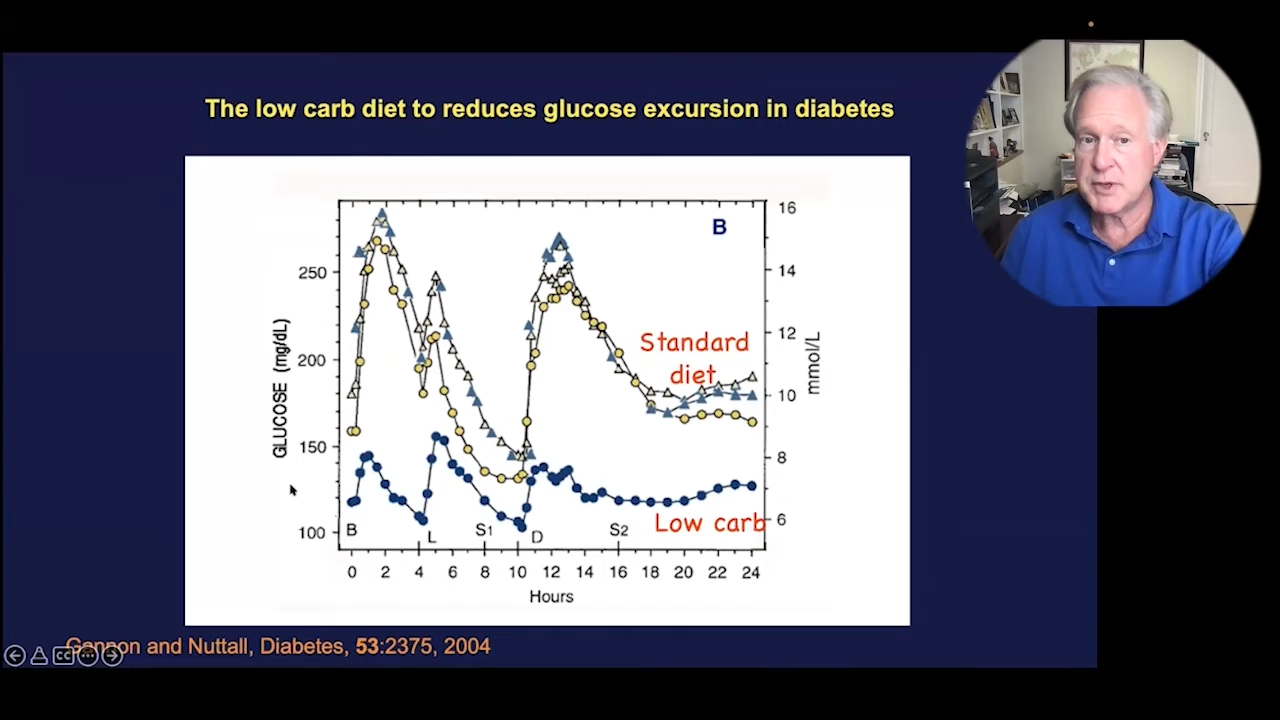 The low carb diet to reduces glucose excursion in diabetes
B
16
14
12
10
8
6
mmol/L
GLUCOSE (mg/dL)
250
200
150
100
Standard
diet
Low carb
B
L
S1
D
S2
0 2 4 6 8 10 12 14 16 18 20 22 24
Hours
Gannon and Nuttall, Diabetes, 53:2375, 2004
CC